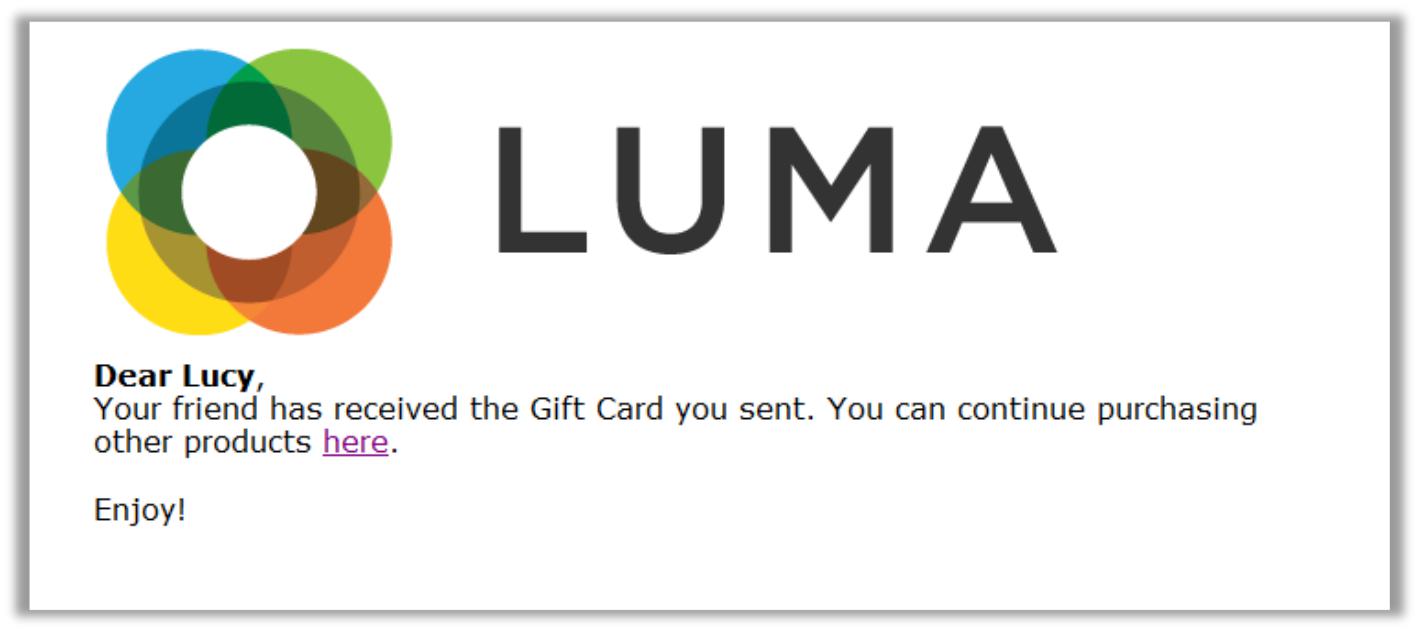 LUMA
Dear Lucy,
Your friend has received the Gift Card you sent. You can continue purchasing
other products here.
Enjoy!